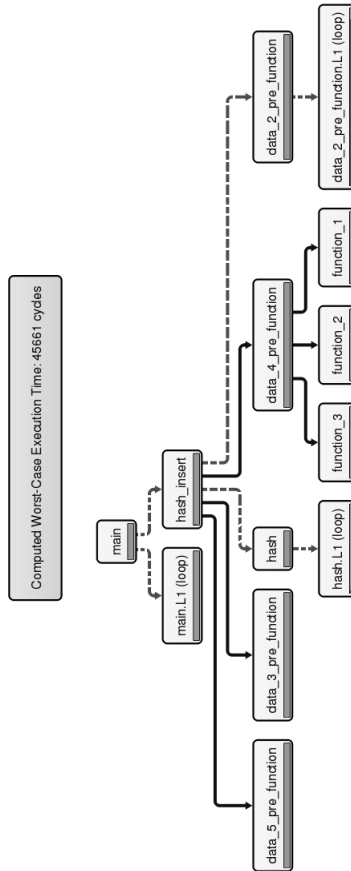 Computed Worst-Case Execution Time: 45661 cycles
main
main.L1 (loop)
hash_insert
data_5_pre_function
data_3_pre_function
hash
data_4_pre_function
data_2_pre_function
hash.L1 (loop)
function_3
function_2
function_1
data_2_pre_function.L1 (loop)